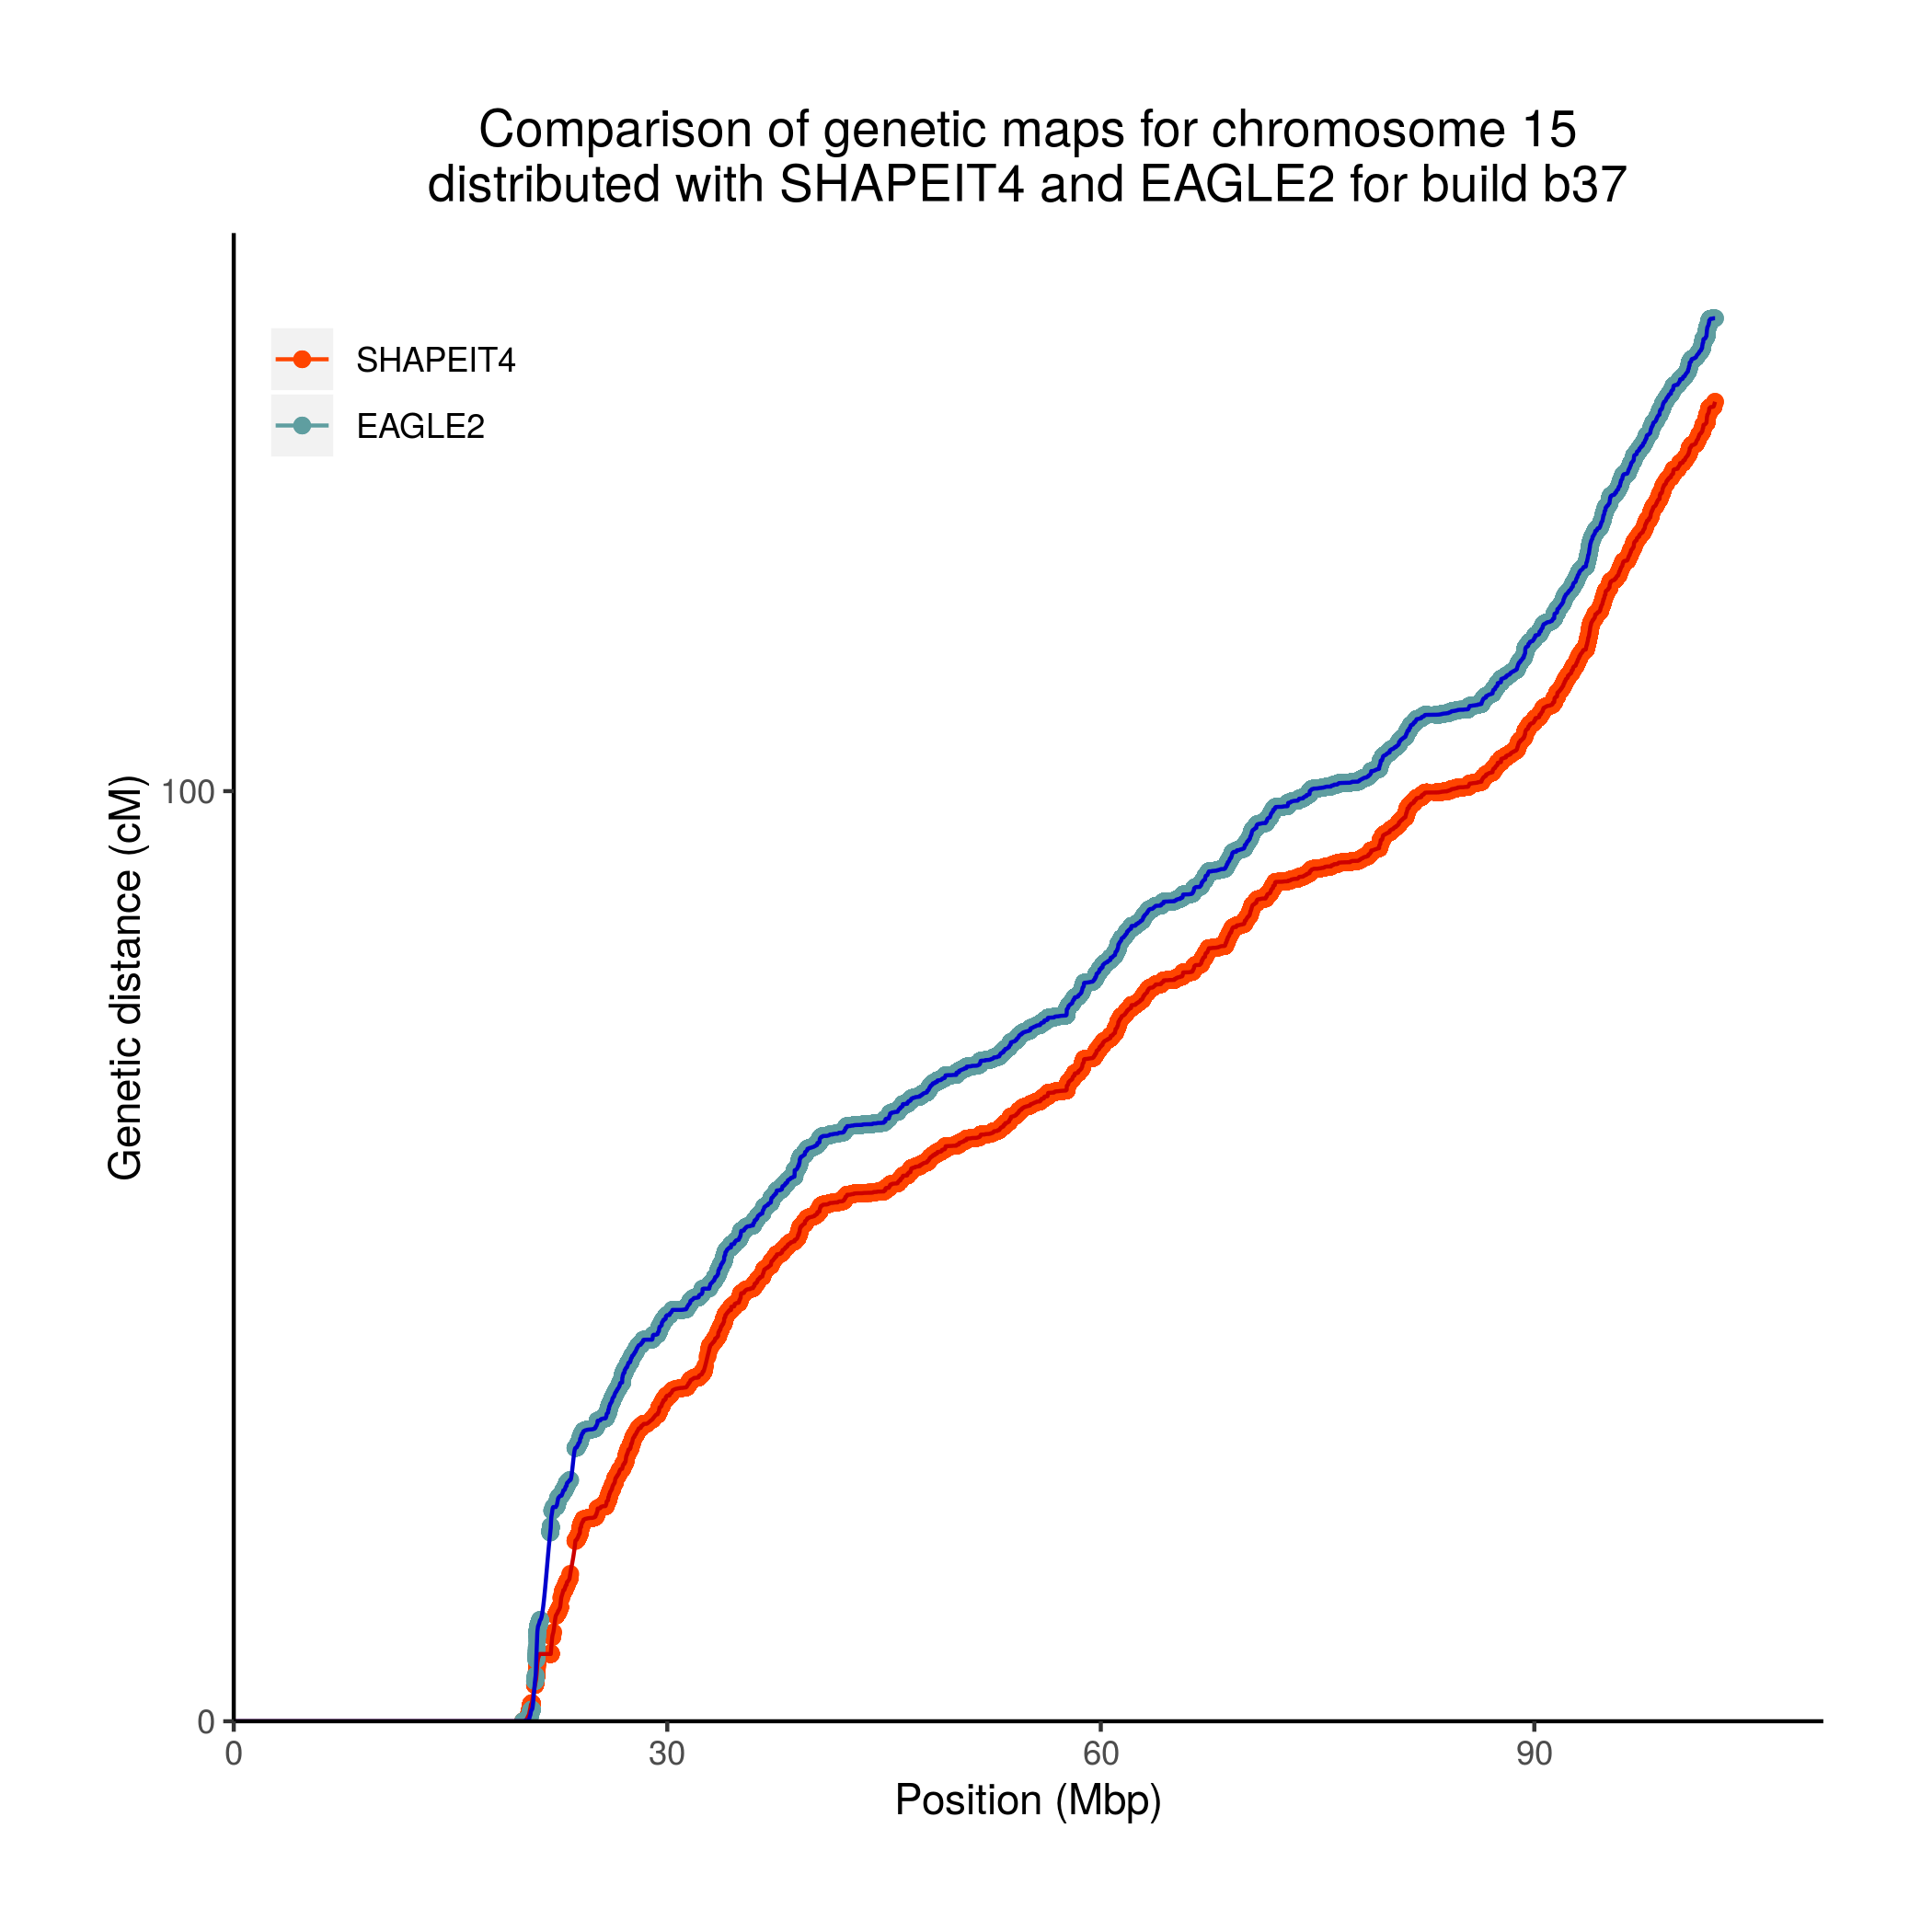 Comparison of genetic maps for chromosome 15
distributed with SHAPEIT4 and EAGLE2 for build b37
SHAPEIT4
EAGLE2
Genetic distance (cM)
100
0
0
30
60
90
Position (Mbp)